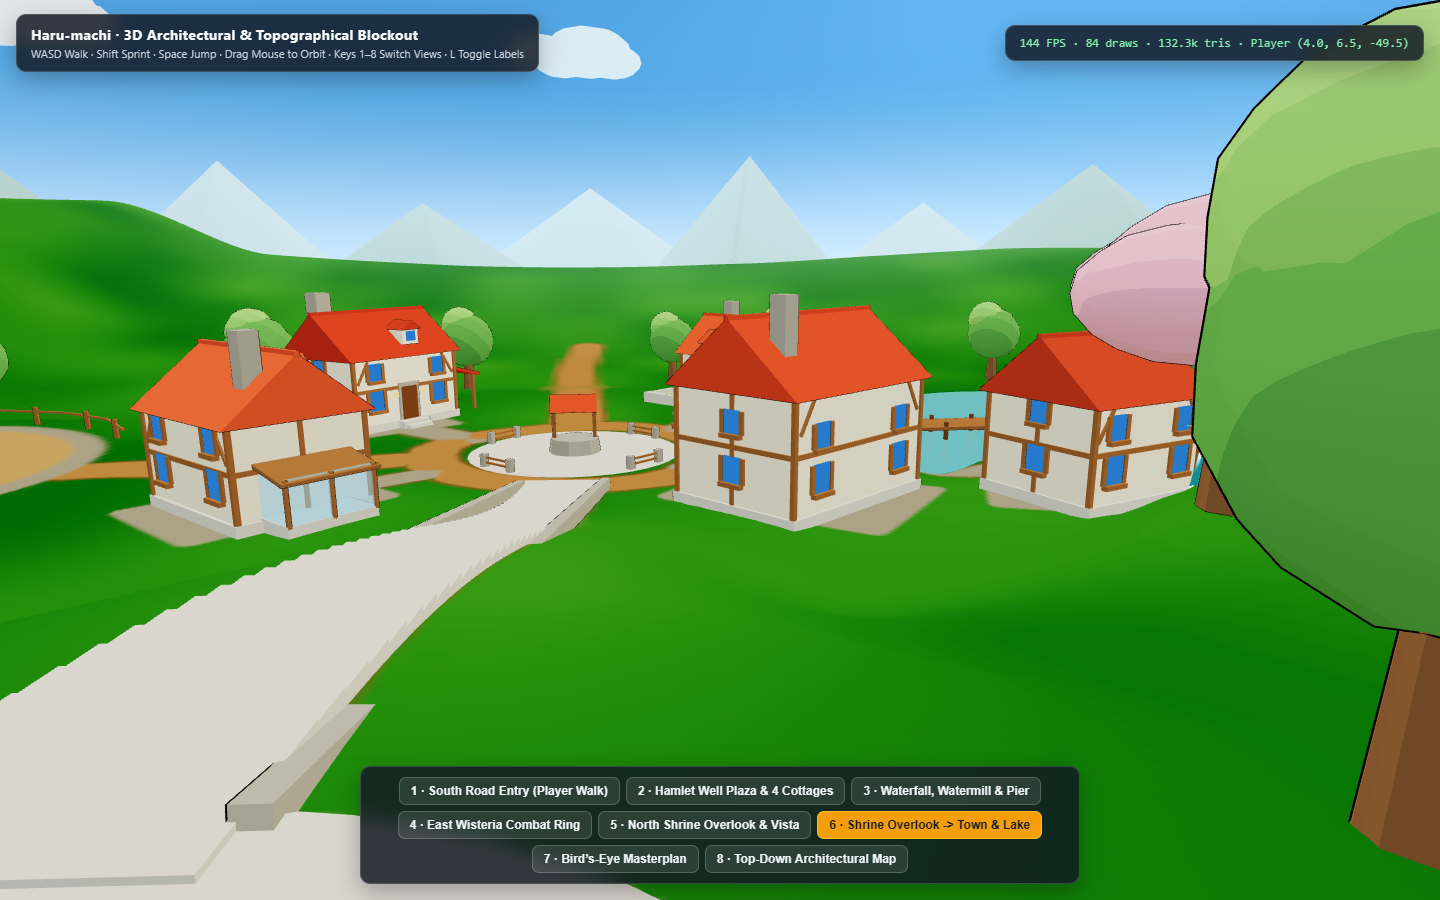 Haru-machi · 3D Architectural & Topographical Blockout
WASD Walk · Shift Sprint · Space Jump · Drag Mouse to Orbit · Keys 1–8 Switch Views · L Toggle Labels
144 FPS · 84 draws · 132.3k tris · Player (4.0, 6.5, -49.5)
1 · South Road Entry (Player Walk)
2 · Hamlet Well Plaza & 4 Cottages
3 · Waterfall, Watermill & Pier
4 · East Wisteria Combat Ring
5 · North Shrine Overlook & Vista
6 · Shrine Overlook -> Town & Lake
7 · Bird's-Eye Masterplan
8 · Top-Down Architectural Map